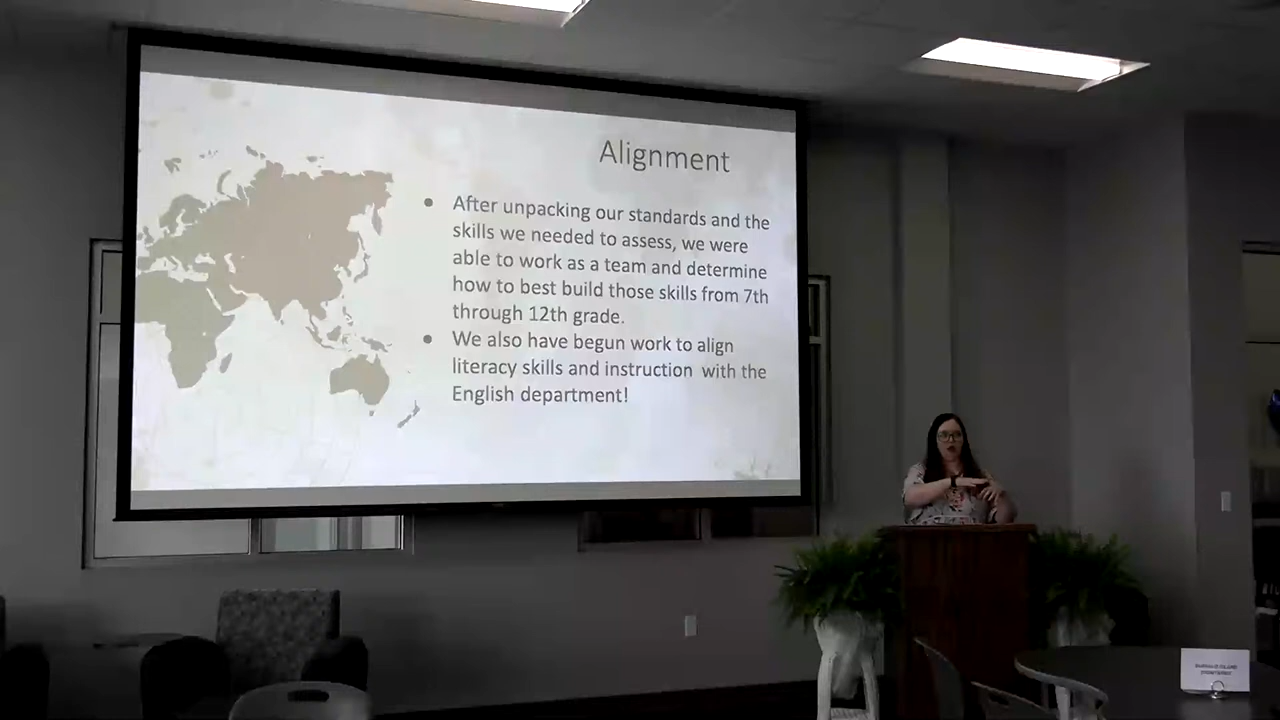 Alignment
● After unpacking our standards and the
skills we needed to assess, we were
able to work as a team and determine
how to best build those skills from 7th
through 12th grade.
● We also have begun work to align
literacy skills and instruction with the
English department!